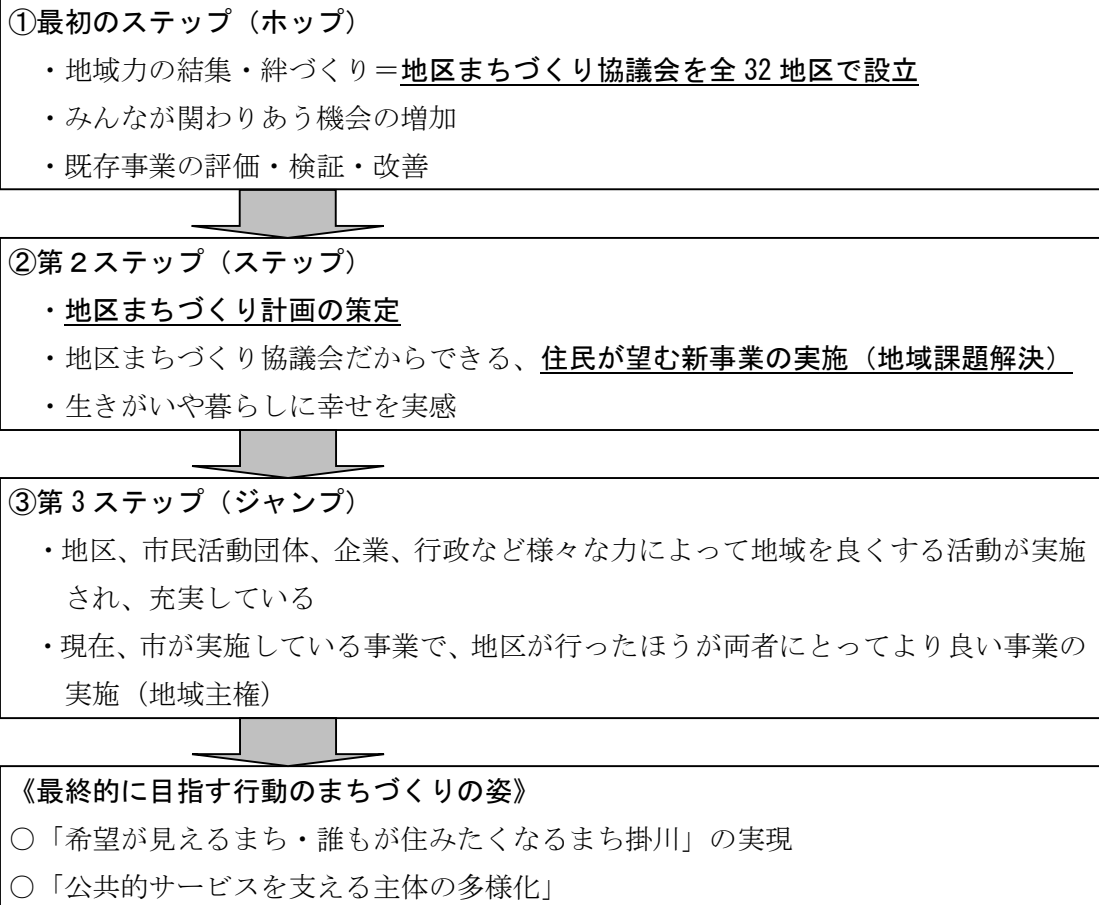 ①最初のステップ（ホップ）
・地域力の結集・絆づくり＝地区まちづくり協議会を全 32 地区で設立
・みんなが関わりあう機会の増加
・既存事業の評価・検証・改善
②第２ステップ（ステップ）
・地区まちづくり計画の策定
・地区まちづくり協議会だからできる、住民が望む新事業の実施（地域課題解決）
・生きがいや暮らしに幸せを実感
③第 3 ステップ（ジャンプ）
・地区、市民活動団体、企業、行政など様々な力によって地域を良くする活動が実施
され、充実している
・現在、市が実施している事業で、地区が行ったほうが両者にとってより良い事業の
実施（地域主権）
《最終的に目指す行動のまちづくりの姿》
○「希望が見えるまち・誰もが住みたくなるまち掛川」の実現
○「公共的サービスを支える主体の多様化」